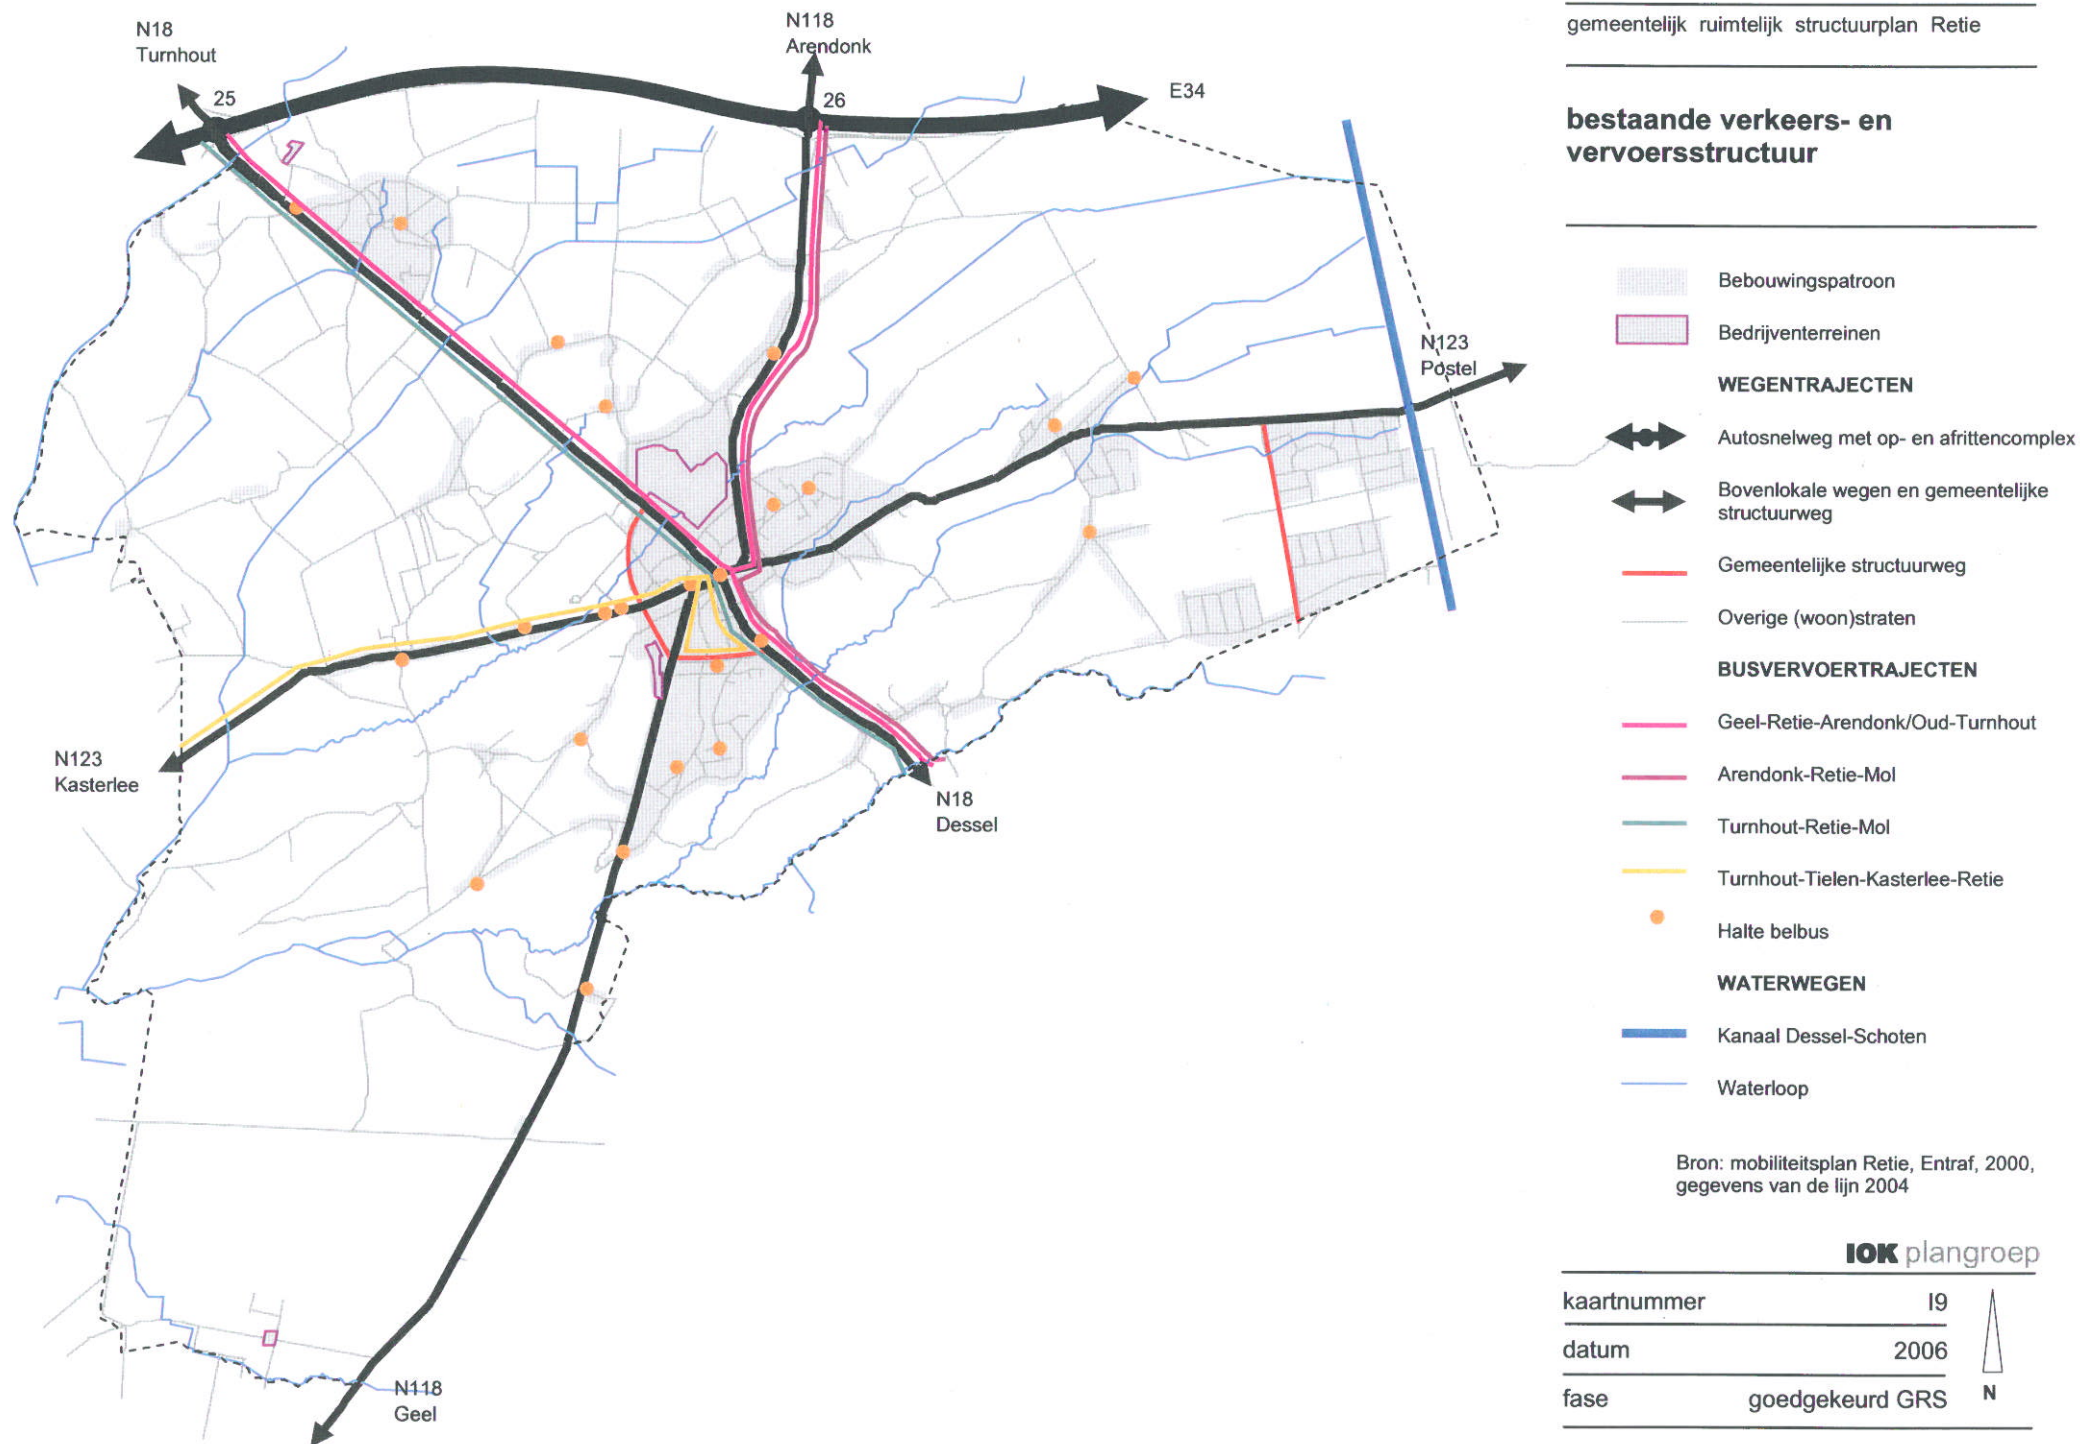 N18
Turnhout
N118
Arendonk
25
26
E34
N123
Postel
N123
Kasterlee
N18
Dessel
N118
Geel
gemeentelijk ruimtelijk structuurplan Retie
bestaande verkeers- en
vervoersstructuur
Bebouwingspatroon
Bedrijventerreinen
WEGENTRAJECTEN
Autosnelweg met op- en afrittencomplex
Bovenlokale wegen en gemeentelijke
structuurweg
Gemeentelijke structuurweg
Overige (woon)straten
BUSVERVOERTRAJECTEN
Geel-Retie-Arendonk/Oud-Turnhout
Arendonk-Retie-Mol
Turnhout-Retie-Mol
Turnhout-Tielen-Kasterlee-Retie
Halte belbus
WATERWEGEN
Kanaal Dessel-Schoten
Waterloop
Bron: mobiliteitsplan Retie, Entraf, 2000,
gegevens van de lijn 2004
IOK plangroep
kaartnummer I9
datum 2006
fase goedgekeurd GRS
N